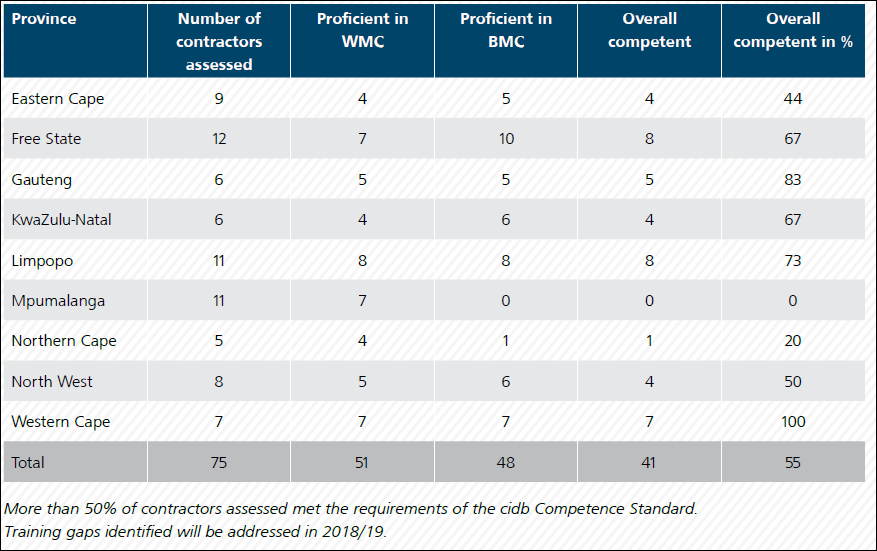 Province Number of contractors assessed Proficient in WMC Proficient in BMC Overall competent Overall competent in %
Eastern Cape 9 4 5 4 44
Free State 12 7 10 8 67
Gauteng 6 5 5 5 83
KwaZulu-Natal 6 4 6 4 67
Limpopo 11 8 8 8 73
Mpumalanga 11 7 0 0 0
Northern Cape 5 4 1 1 20
North West 8 5 6 4 50
Western Cape 7 7 7 7 100
Total 75 51 48 41 55
More than 50% of contractors assessed met the requirements of the cidb Competence Standard.
Training gaps identified will be addressed in 2018/19.